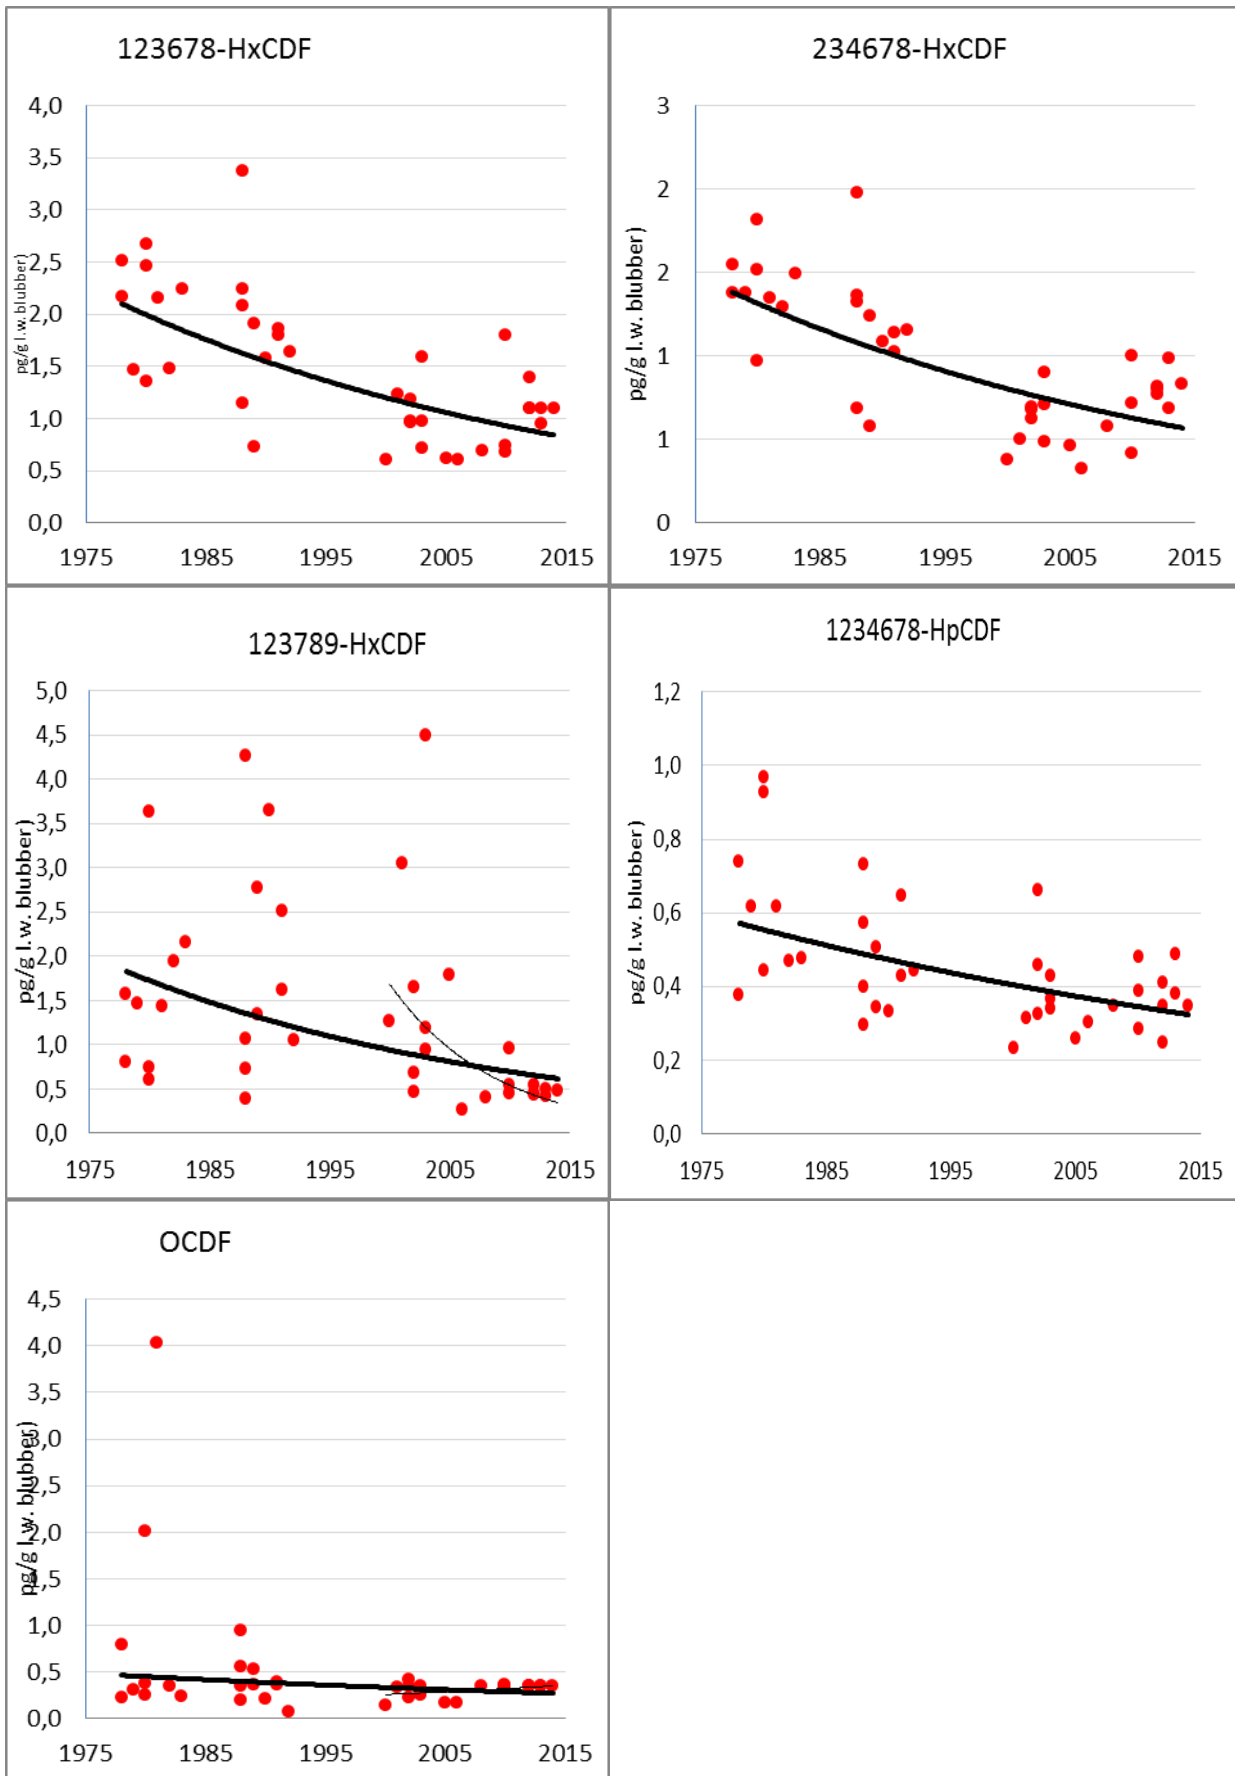 123678-HxCDF
pg/g l.w. blubber)
4,0
3,5
3,0
2,5
2,0
1,5
1,0
0,5
0,0
1975 1985 1995 2005 2015
234678-HxCDF
pg/g l.w. blubber)
3
2
2
1
1
0
1975 1985 1995 2005 2015
123789-HxCDF
pg/g l.w. blubber)
5,0
4,5
4,0
3,5
3,0
2,5
2,0
1,5
1,0
0,5
0,0
1975 1985 1995 2005 2015
1234678-HpCDF
pg/g l.w. blubber)
1,2
1,0
0,8
0,6
0,4
0,2
0,0
1975 1985 1995 2005 2015
OCDF
pg/g l.w. blubber)
4,5
4,0
3,5
3,0
2,5
2,0
1,5
1,0
0,5
0,0
1975 1985 1995 2005 2015